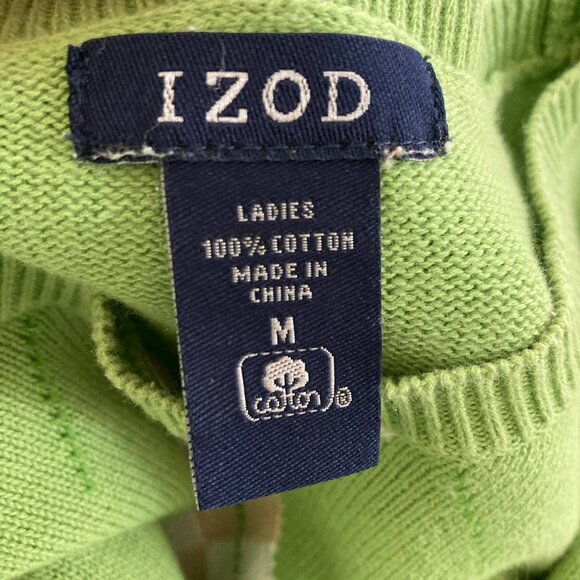 IZOD
LADIES
100% COTTON
MADE IN
CHINA
M
cotton®